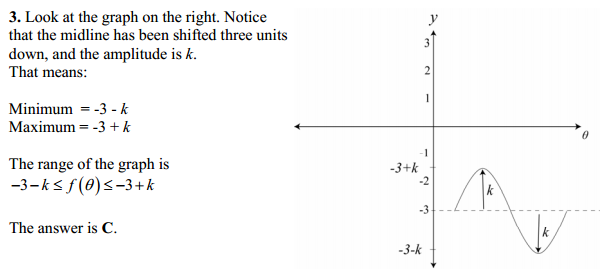 3. Look at the graph on the right. Notice
that the midline has been shifted three units
down, and the amplitude is k.
That means:
Minimum = -3 - k
Maximum = -3 + k
The range of the graph is
−3−k ≤ f(θ) ≤ −3+k
The answer is C.
y
3
2
1
θ
-1
-3+k
-2
k
-3
k
-3-k